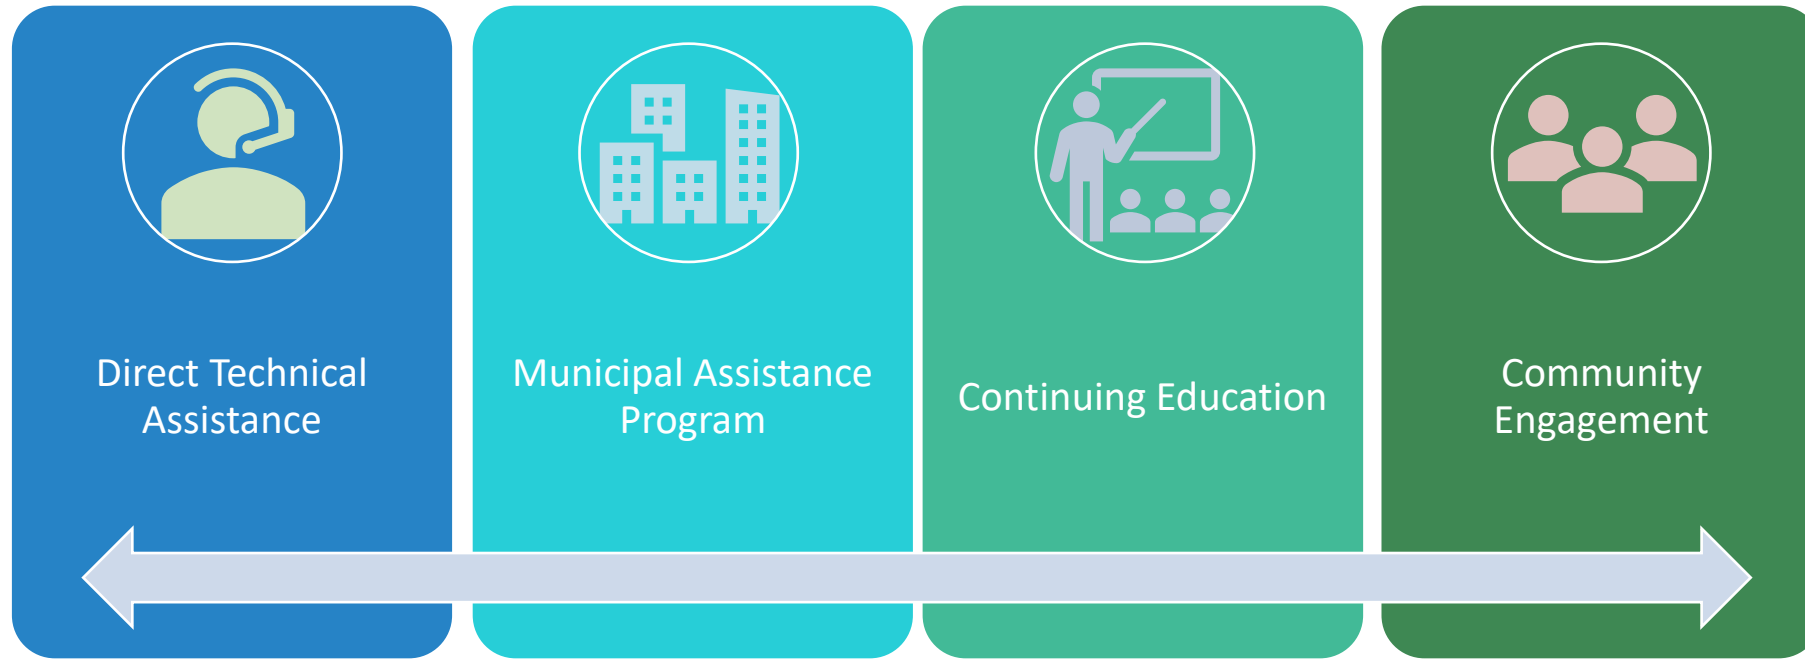 Direct Technical
Assistance
Municipal Assistance
Program
Continuing Education
Community
Engagement